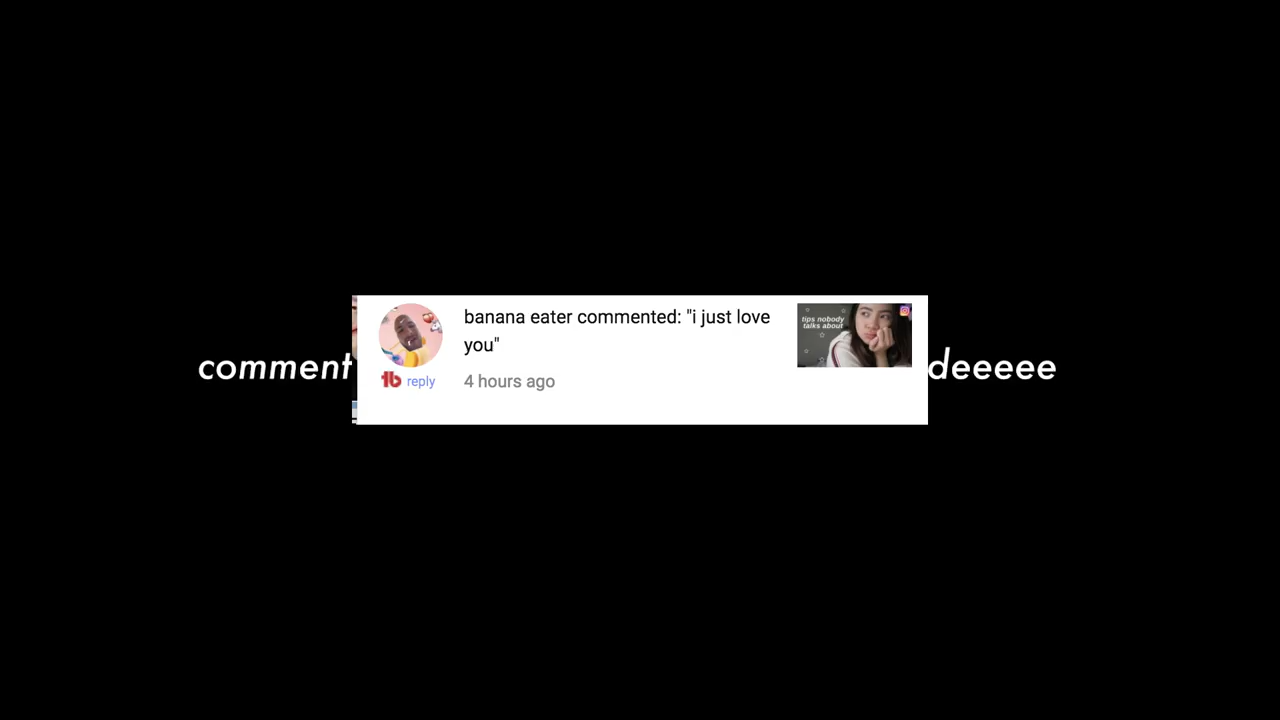 banana eater commented: "i just love
you"
4 hours ago
reply
tips nobody
talks about
comment
deeeee